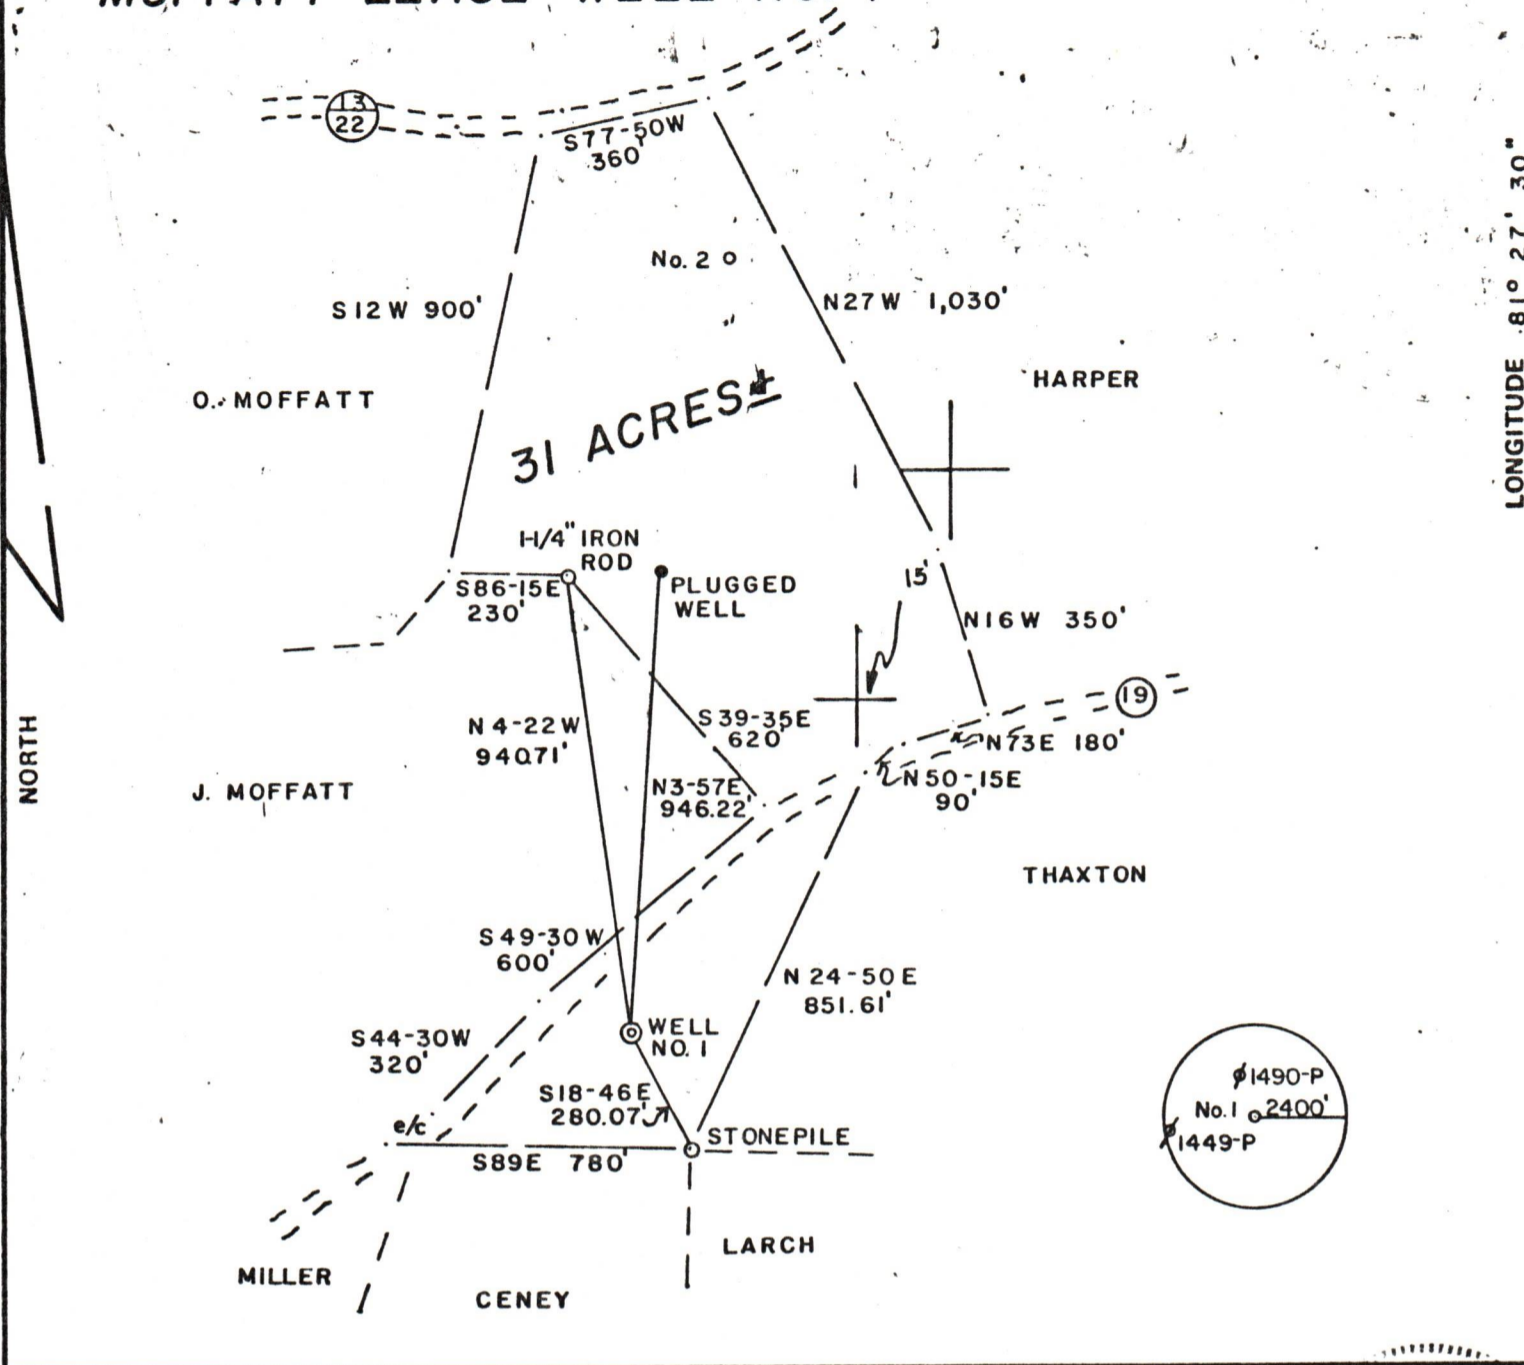 13
22
S77-50W
360'
No. 2
S12W 900'
N27W 1,030'
LONGITUDE 81° 27' 30"
O. MOFFATT
HARPER
31 ACRES±
1-1/4" IRON
ROD
PLUGGED
WELL
S86-15E
230'
15'
N16W 350'
19
NORTH
N 4-22 W
940.71'
S39-35E
620'
N73E 180'
N50-15E
90'
J. MOFFATT
N3-57E
946.22'
THAXTON
S49-30W
600'
N 24-50 E
851.61'
S44-30W
320'
WELL
NO. 1
S18-46E
280.07'
e/c
STONEPILE
S89E 780'
1490-P
No. 1 2400'
1449-P
LARCH
MILLER
CENEY